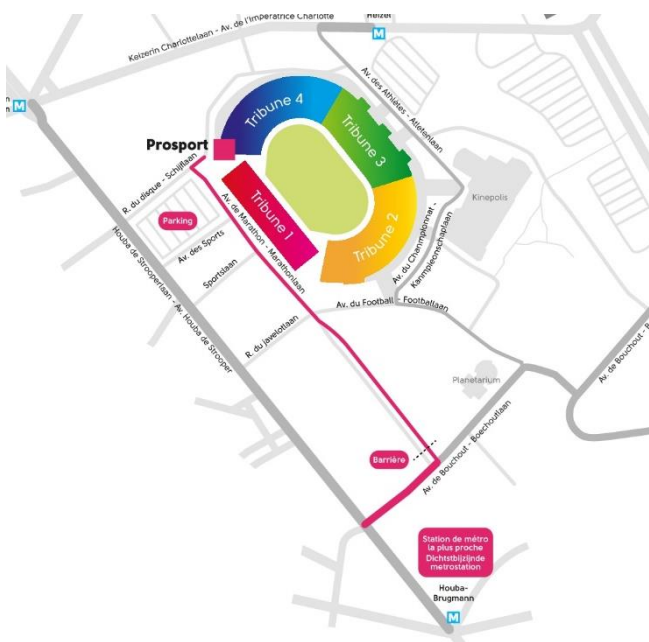 Keizerin Charlottelaan - Av. de l'Impératrice Charlotte
Heizel
M
M
Av. des Athlètes - Atletenlaan
Tribune 4
Tribune 3
Prosport
R. du disque - Schijflaan
Tribune 1
Tribune 2
Kinepolis
Parking
Av. de Marathon - Marathonlaan
Av. des Sports
Sportslaan
Av. du Championnat -
Kampioenschaplaan
Houba de Strooperlaan - Av. Houba de Strooper
R. du javelotlaan
Av. du Football - Footballaan
Planetarium
Av. de Bouchout - B
Barrière
Av. de Bouchout - Boechoutlaan
Station de métro
la plus proche
Dichtstbijzijnde
metrostation
Houba-
Brugmann
M